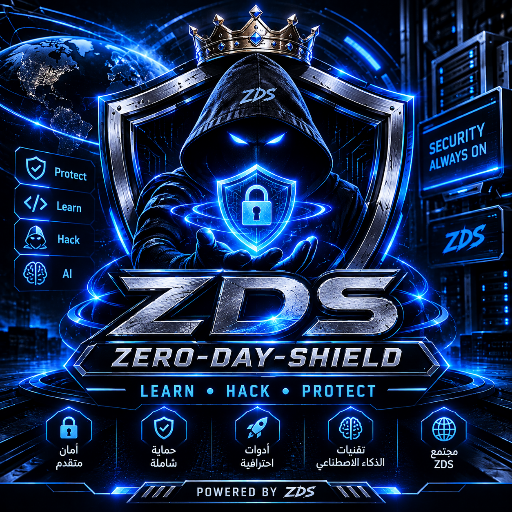 ZDS
Protect
Learn
Hack
AI
SECURITY
ALWAYS ON
ZDS
ZDS
ZERO-DAY-SHIELD
LEARN • HACK • PROTECT
أمان
متقدم
حماية
شاملة
أدوات
احترافية
تقنيات
الذكاء الاصطناعي
مجتمع
ZDS
POWERED BY ZDS